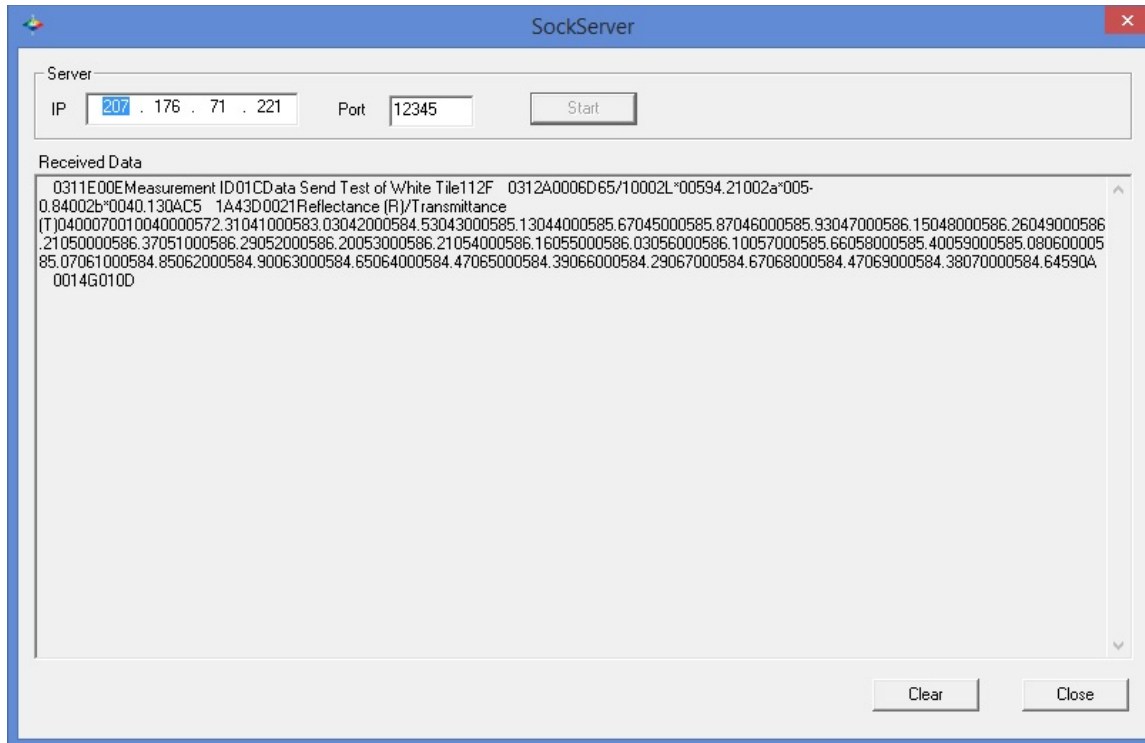 SockServer
Server
IP 207 . 176 . 71 . 221 Port 12345 Start
Received Data
0311E00EMeasurement ID01CData Send Test of White Tile112F 0312A0006D65/10002L*00594.21002a*005-
0.84002b*0040.130AC5 1A43D0021Reflectance (R)/Transmittance
(T)0400070010040000572.31041000583.03042000584.53043000585.13044000585.67045000585.87046000585.93047000586.15048000586.26049000586
.21050000586.37051000586.29052000586.20053000586.21054000586.16055000586.03056000586.10057000585.66058000585.40059000585.080600005
85.07061000584.85062000584.90063000584.65064000584.47065000584.39066000584.29067000584.67068000584.47069000584.38070000584.64590A
0014G010D
Clear Close